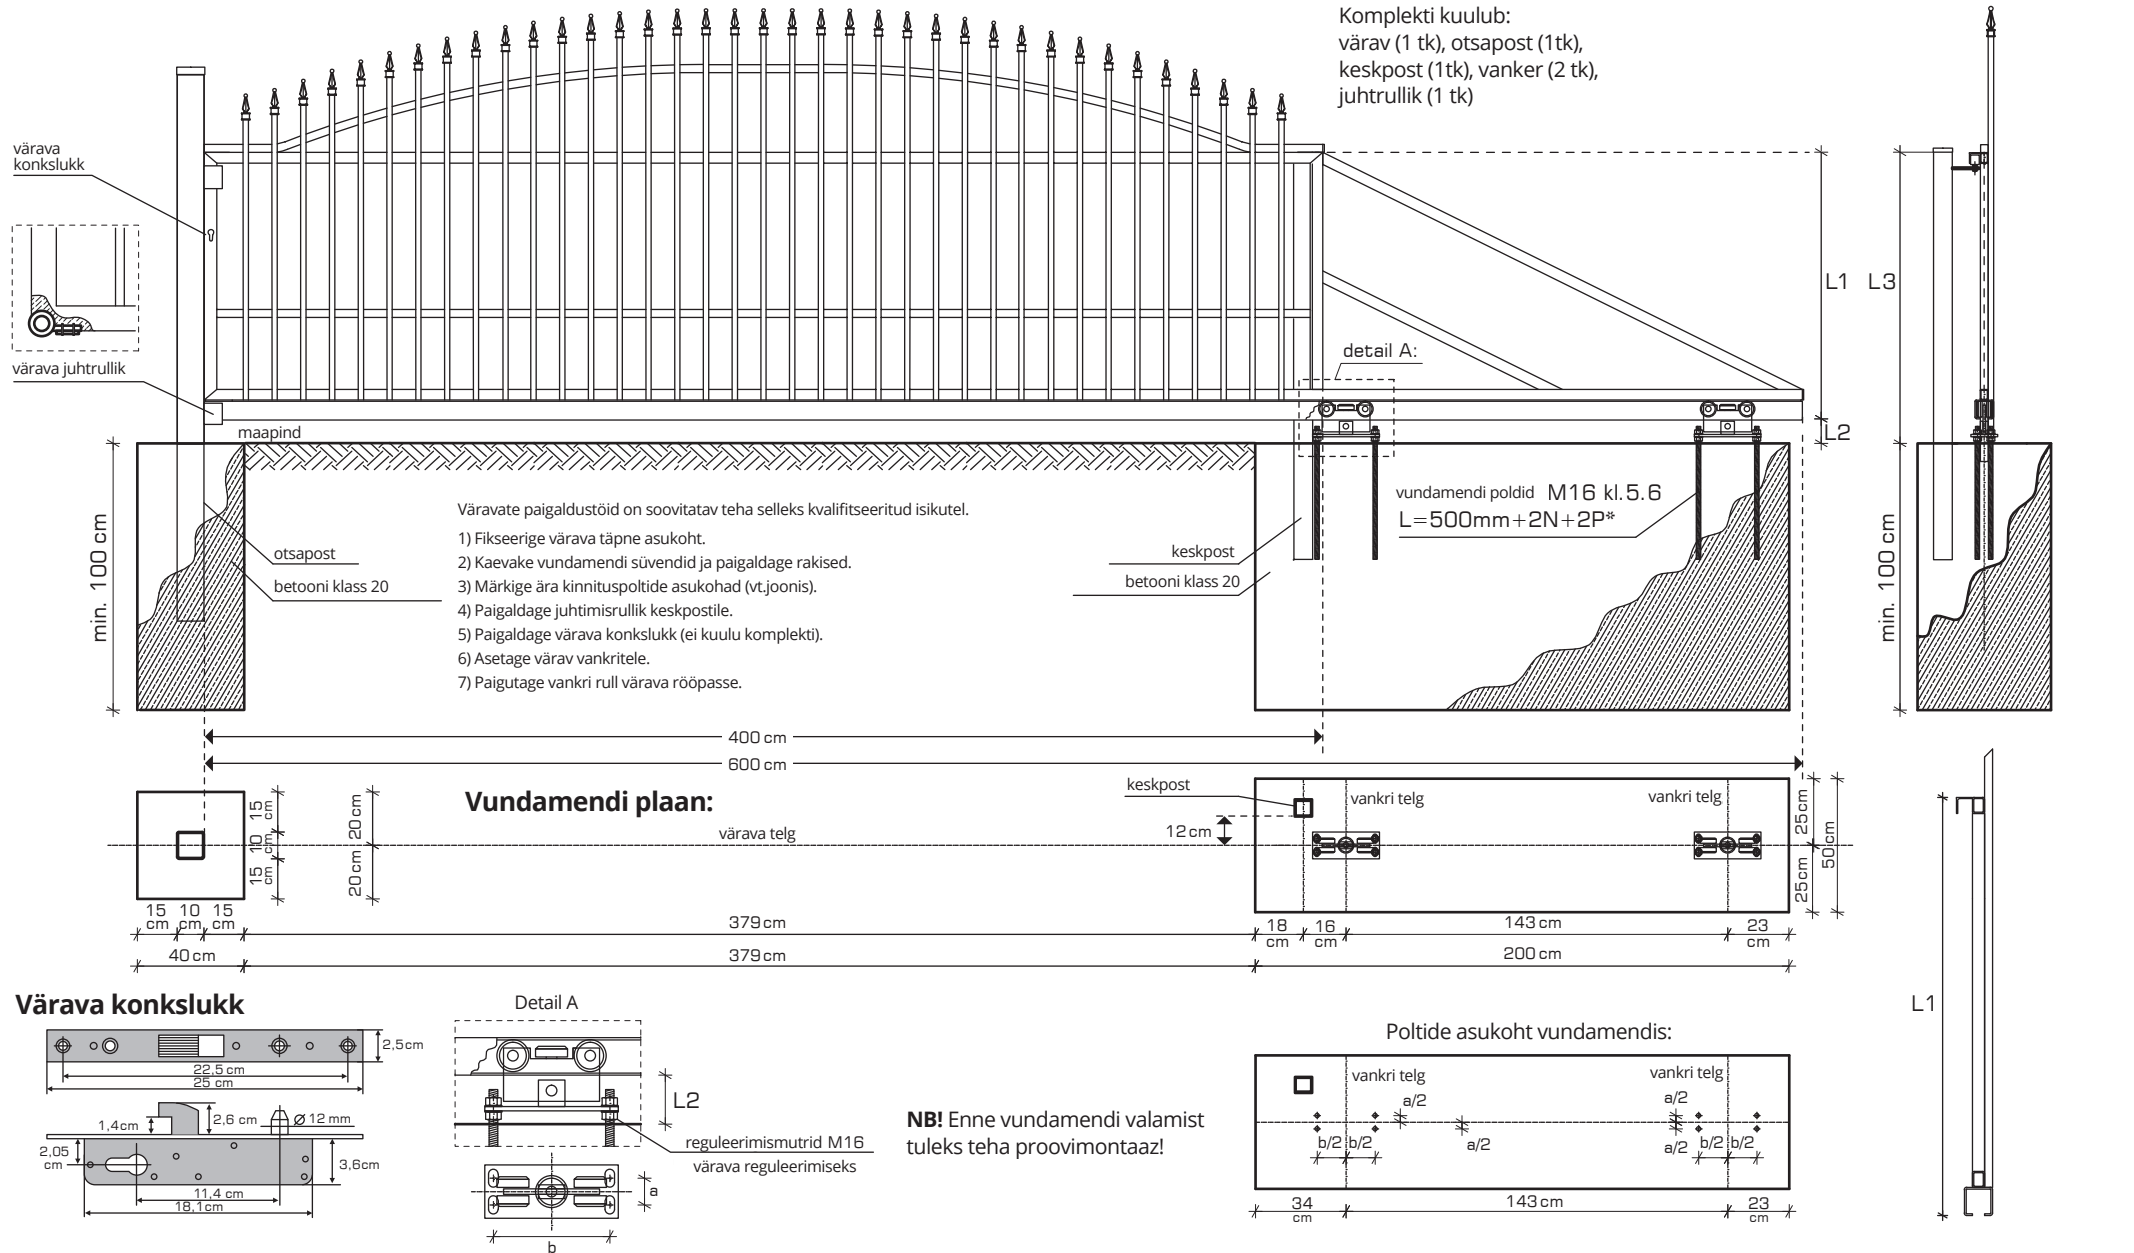 Komplekti kuulub:
värav (1 tk), otsapost (1tk),
keskpost (1tk), vanker (2 tk),
juhtrullik (1 tk)
värava
konkslukk
värava juhtrullik
maapind
detail A:
L1
L3
L2
min. 100 cm
otsapost
betooni klass 20
Väravate paigaldustöid on soovitatav teha selleks kvalifitseeritud isikutel.
1) Fikseerige värava täpne asukoht.
2) Kaevake vundamendi süvendid ja paigaldage rakised.
3) Märkige ära kinnituspoltide asukohad (vt.joonis).
4) Paigaldage juhtimisrullik keskpostile.
5) Paigaldage värava konkslukk (ei kuulu komplekti).
6) Asetage värav vankritele.
7) Paigutage vankri rull värava rööpasse.
keskpost
betooni klass 20
vundamendi poldid M16 kl.5.6
L=500mm+2N+2P*
min. 100 cm
400 cm
600 cm
Vundamendi plaan:
värava telg
keskpost
12 cm
vankri telg
vankri telg
15 cm
10 cm
15 cm
20 cm
20 cm
25 cm
25 cm
50 cm
15 cm
10 cm
15 cm
379 cm
18 cm
16 cm
143 cm
23 cm
40 cm
379 cm
200 cm
Värava konkslukk
2,5cm
22,5 cm
25 cm
1,4cm
2,6 cm
Ø 12 mm
2,05
cm
3,6cm
11,4 cm
18,1cm
Detail A
L2
reguleerimismutrid M16
värava reguleerimiseks
a
b
NB! Enne vundamendi valamist
tuleks teha proovimontaaz!
Poltide asukoht vundamendis:
vankri telg
vankri telg
a/2
a/2
b/2
b/2
a/2
a/2
b/2
b/2
34
cm
143 cm
23
cm
L1